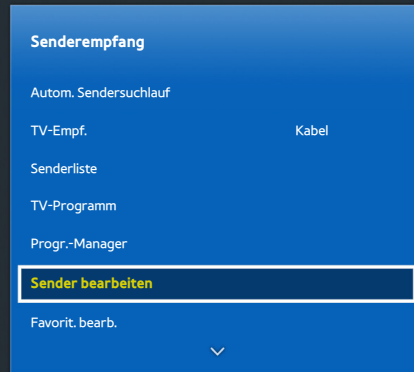 Senderempfang
Autom. Sendersuchlauf
TV-Empf. Kabel
Senderliste
TV-Programm
Progr.-Manager
Sender bearbeiten
Favorit. bearb.